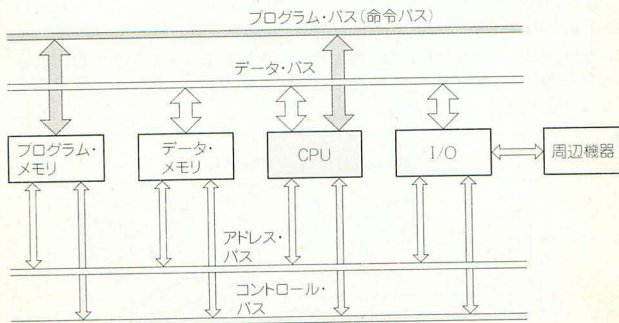 プログラム・バス(命令バス)
データ・バス
プログラム・
メモリ
データ・
メモリ
CPU
I/O
周辺機器
アドレス・
バス
コントロール・
バス